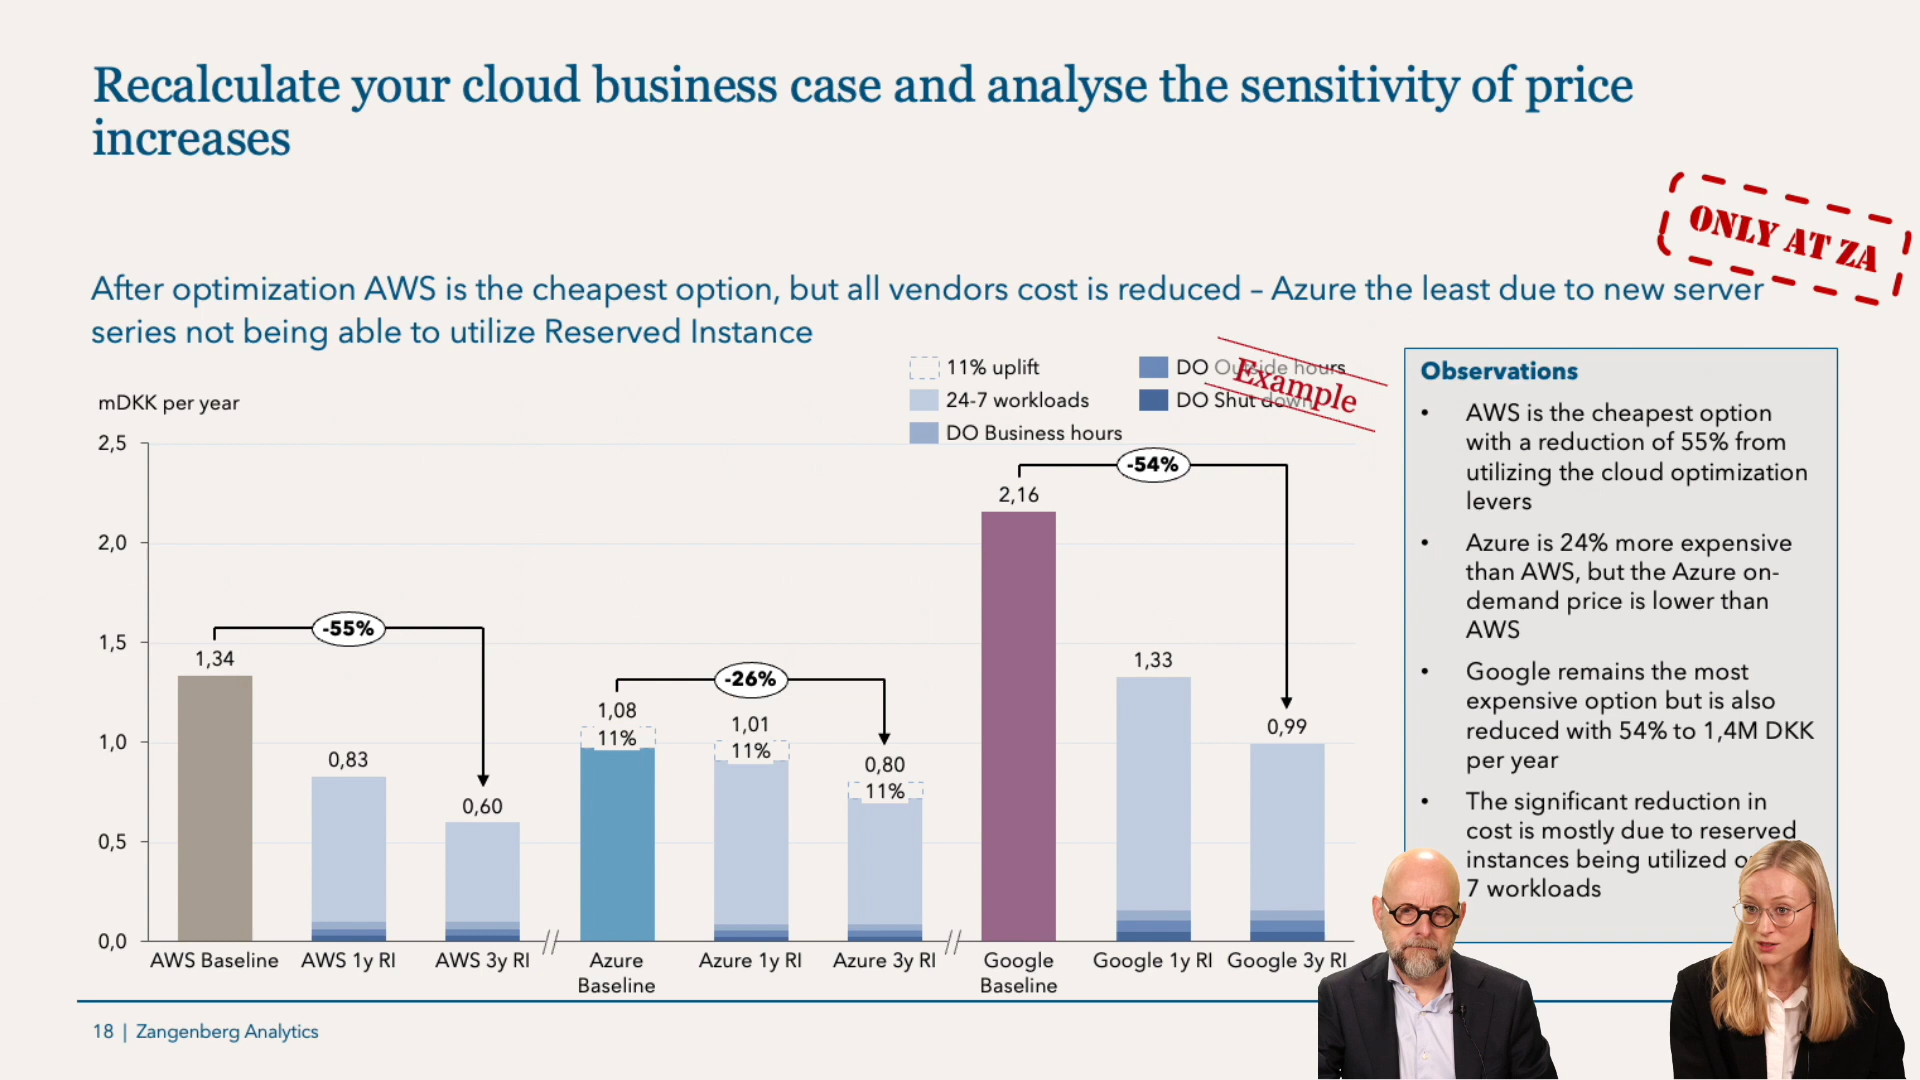 Recalculate your cloud business case and analyse the sensitivity of price
increases
ONLY AT ZA
After optimization AWS is the cheapest option, but all vendors cost is reduced – Azure the least due to new server
series not being able to utilize Reserved Instance
mDKK per year
11% uplift
24-7 workloads
DO Business hours
DO Outside hours
DO Shut down
Example
2,5
2,0
1,5
1,0
0,5
0,0
-55%
1,34
0,83
0,60
-26%
1,08
11%
1,01
11%
0,80
11%
-54%
2,16
1,33
0,99
AWS Baseline
AWS 1y RI
AWS 3y RI
Azure
Baseline
Azure 1y RI
Azure 3y RI
Google
Baseline
Google 1y RI
Google 3y RI
Observations
• AWS is the cheapest option
with a reduction of 55% from
utilizing the cloud optimization
levers
• Azure is 24% more expensive
than AWS, but the Azure on-
demand price is lower than
AWS
• Google remains the most
expensive option but is also
reduced with 54% to 1,4M DKK
per year
• The significant reduction in
cost is mostly due to reserved
instances being utilized
7 workloads
18 | Zangenberg Analytics